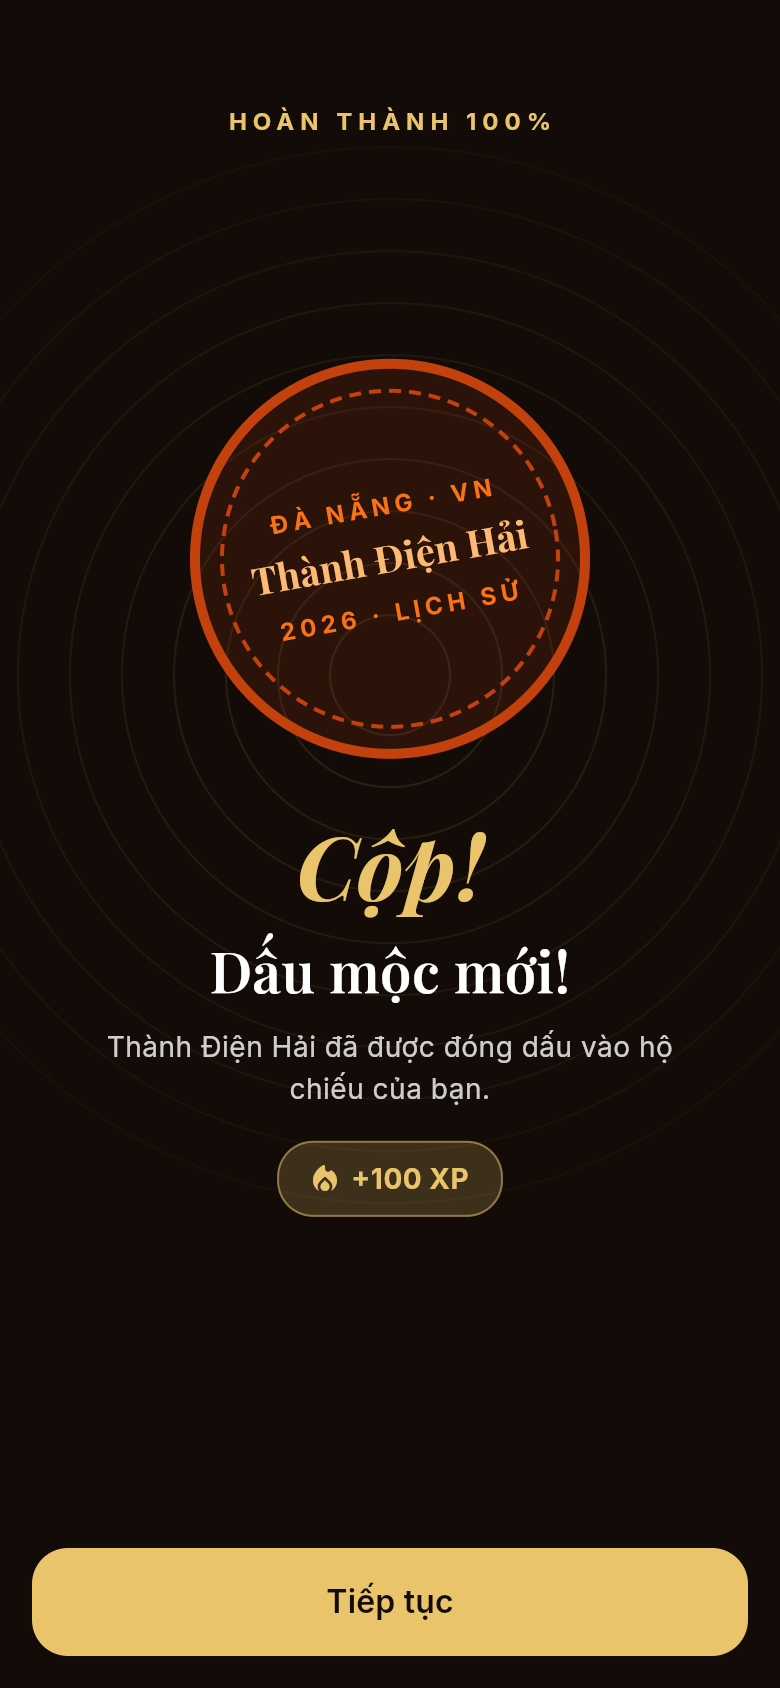 HOÀN THÀNH 100%
ĐÀ NẴNG · VN
Thành Điện Hải
2026 · LỊCH SỬ
Cộp!
Dấu mộc mới!
Thành Điện Hải đã được đóng dấu vào hộ
chiếu của bạn.
+100 XP
Tiếp tục